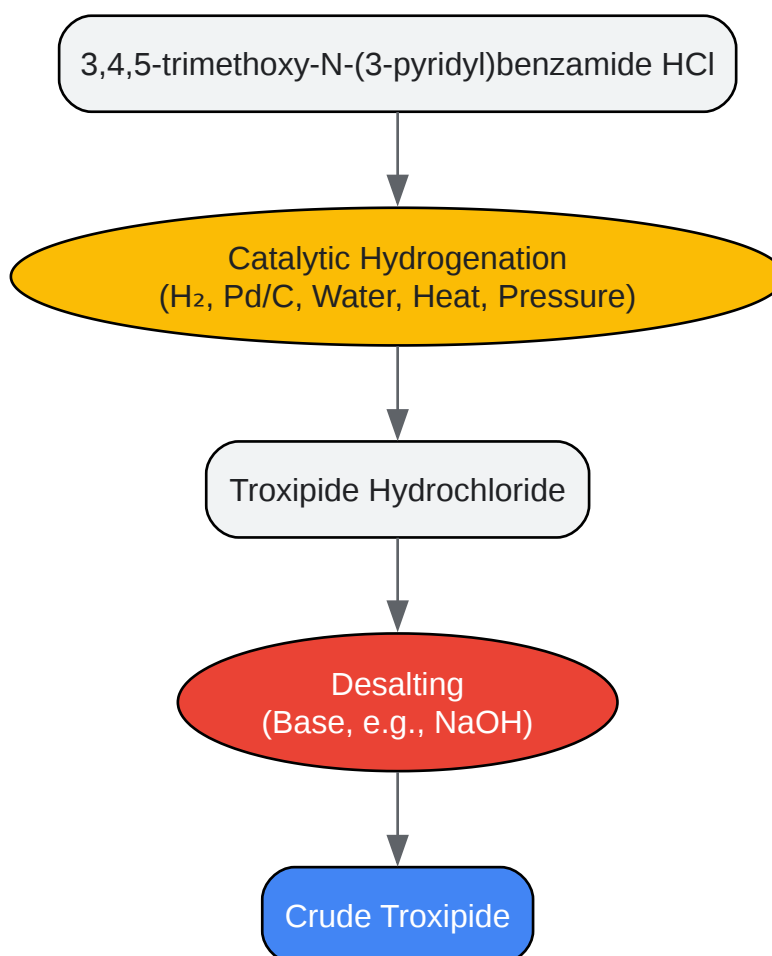 3,4,5-trimethoxy-N-(3-pyridyl)benzamide HCl
Catalytic Hydrogenation
(H₂, Pd/C, Water, Heat, Pressure)
Troxipide Hydrochloride
Desalting
(Base, e.g., NaOH)
Crude Troxipide